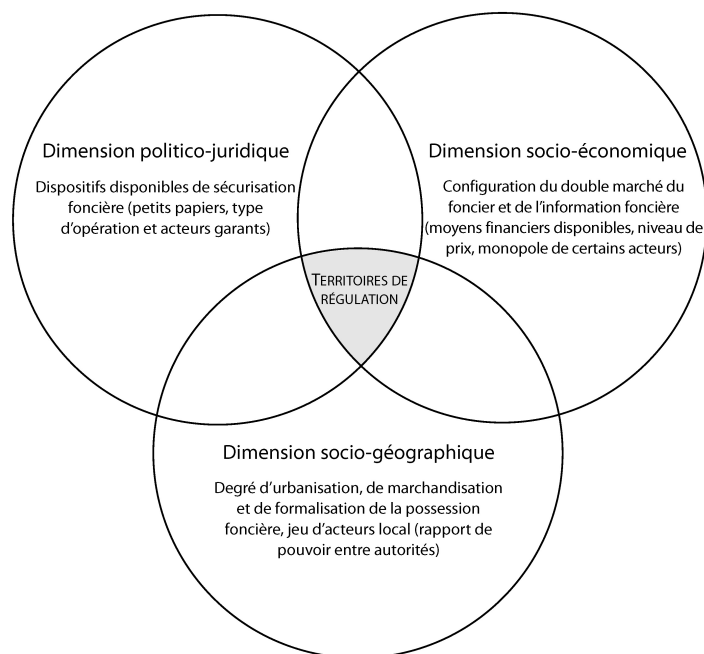 Dimension politico-juridique
Dispositifs disponibles de sécurisation
foncière (petits papiers, type
d’opération et acteurs garants)
Dimension socio-économique
Configuration du double marché du
foncier et de l’information foncière
(moyens financiers disponibles, niveau de
prix, monopole de certains acteurs)
TERRITOIRES DE
RÉGULATION
Dimension socio-géographique
Degré d’urbanisation, de marchandisation
et de formalisation de la possession
foncière, jeu d’acteurs local (rapport de
pouvoir entre autorités)